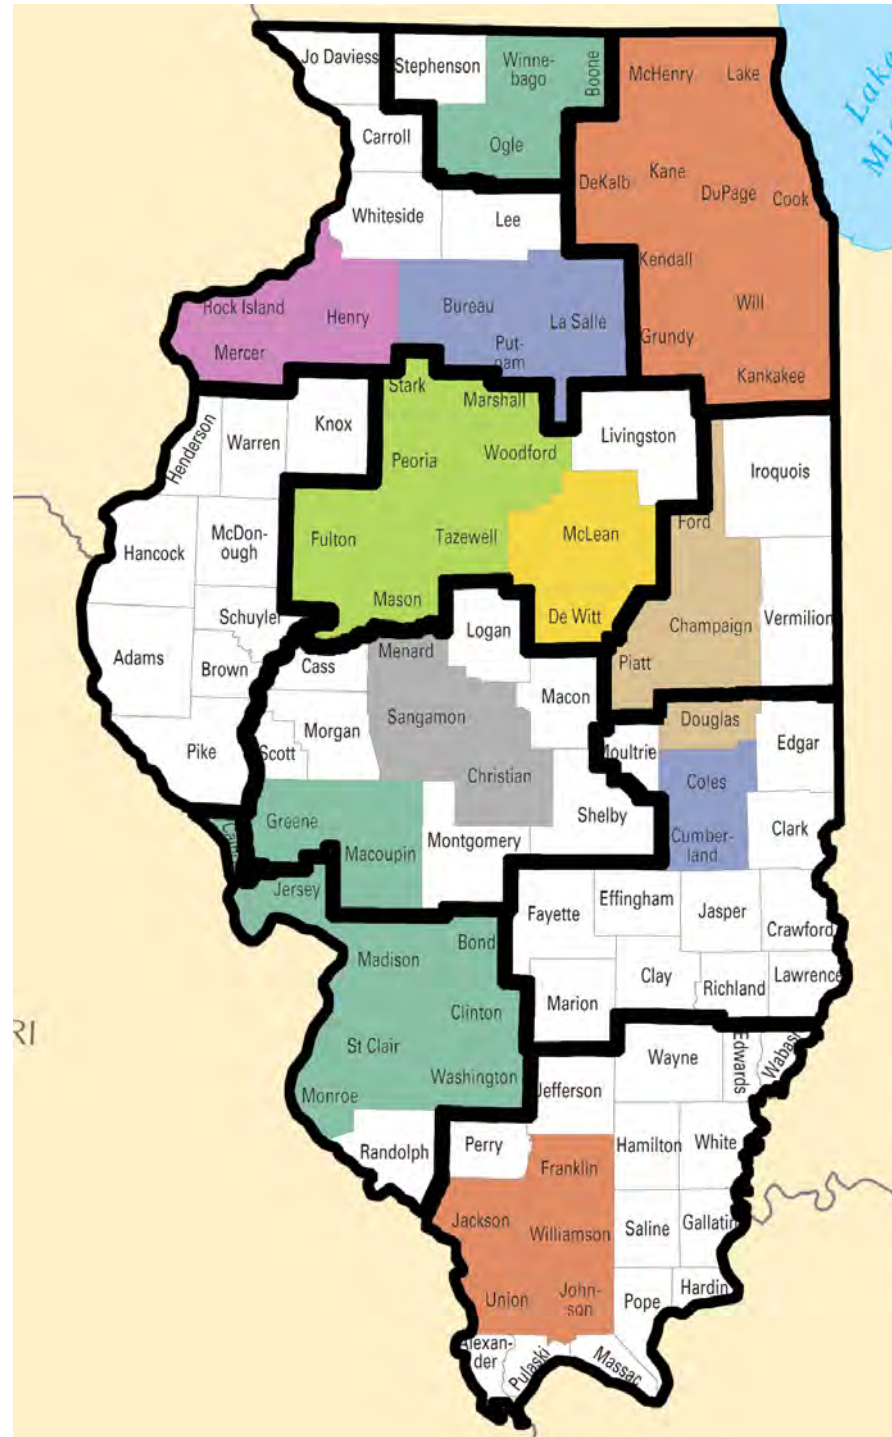 Jo Daviess
Stephenson
Winne-
bago
Boone
McHenry
Lake
Lake
Carroll
Ogle
DeKalb
Kane
DuPage
Cook
Whiteside
Lee
Kendall
Rock Island
Henry
Bureau
La Salle
Will
Mercer
Put-
nam
Grundy
Kankakee
Stark
Marshall
Henderson
Warren
Knox
Peoria
Woodford
Livingston
Iroquois
Hancock
McDon-
ough
Fulton
Tazewell
McLean
Ford
Schuyler
Mason
De Witt
Champaign
Vermilion
Adams
Brown
Cass
Menard
Logan
Piatt
Macon
Pike
Scott
Morgan
Sangamon
Christian
Moultrie
Douglas
Edgar
Coles
Greene
Macoupin
Montgomery
Shelby
Cumber-
land
Clark
Jersey
Fayette
Effingham
Jasper
Crawford
Madison
Bond
Clay
Richland
Lawrence
Marion
Clinton
RI
St Clair
Washington
Monroe
Jefferson
Wayne
Edwards
Wabash
Randolph
Perry
Franklin
Hamilton
White
Jackson
Williamson
Saline
Gallatin
Union
John-
son
Pope
Hardin
Alexan-
der
Pulaski
Massac